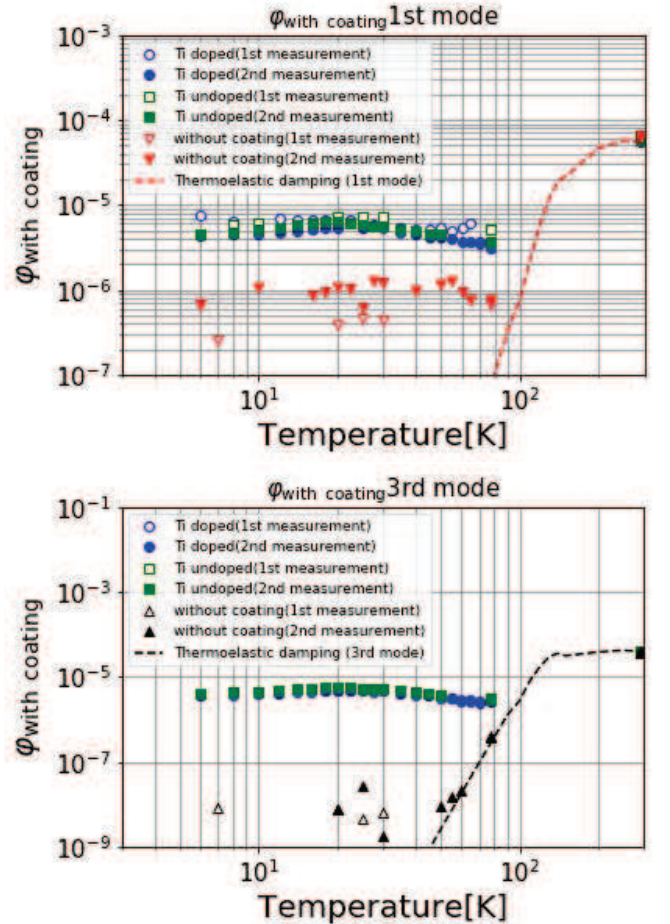 φwith coating1st mode
10⁻³
10⁻⁴
10⁻⁵
10⁻⁶
10⁻⁷
φwith coating
Ti doped(1st measurement)
Ti doped(2nd measurement)
Ti undoped(1st measurement)
Ti undoped(2nd measurement)
without coating(1st measurement)
without coating(2nd measurement)
Thermoelastic damping (1st mode)
10¹
10²
Temperature[K]
φwith coating3rd mode
10⁻¹
10⁻³
10⁻⁵
10⁻⁷
10⁻⁹
φwith coating
Ti doped(1st measurement)
Ti doped(2nd measurement)
Ti undoped(1st measurement)
Ti undoped(2nd measurement)
without coating(1st measurement)
without coating(2nd measurement)
Thermoelastic damping (3rd mode)
10¹
10²
Temperature[K]